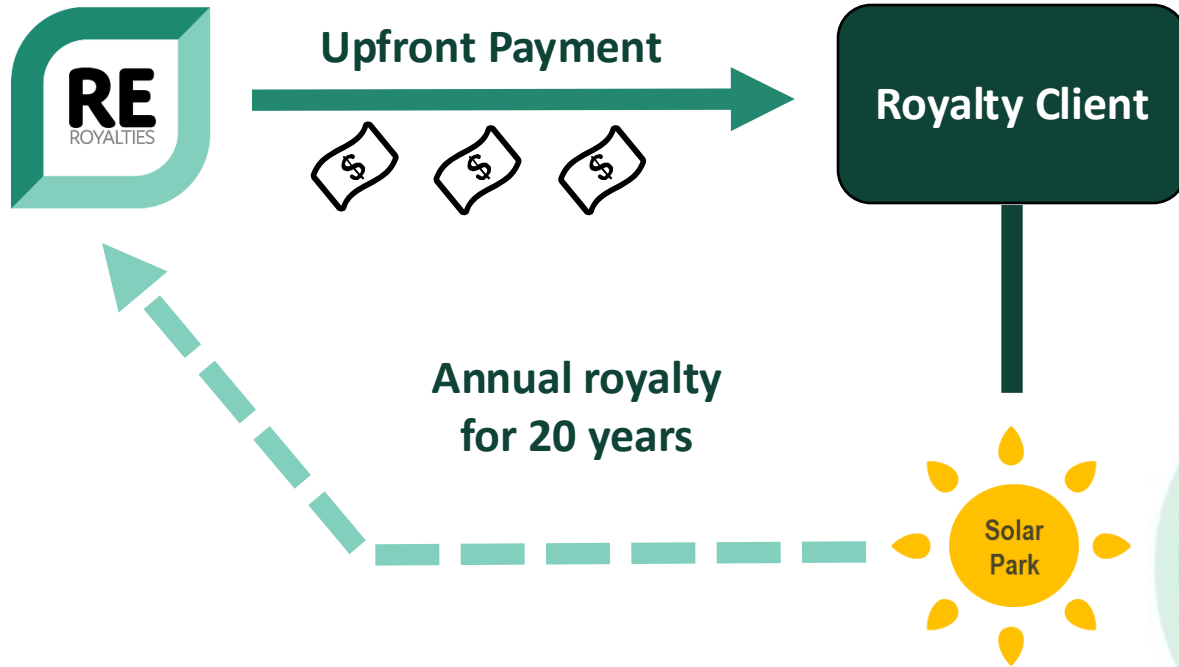 RE
ROYALTIES
Upfront Payment
$ $ $
Royalty Client
Annual royalty
for 20 years
Solar
Park